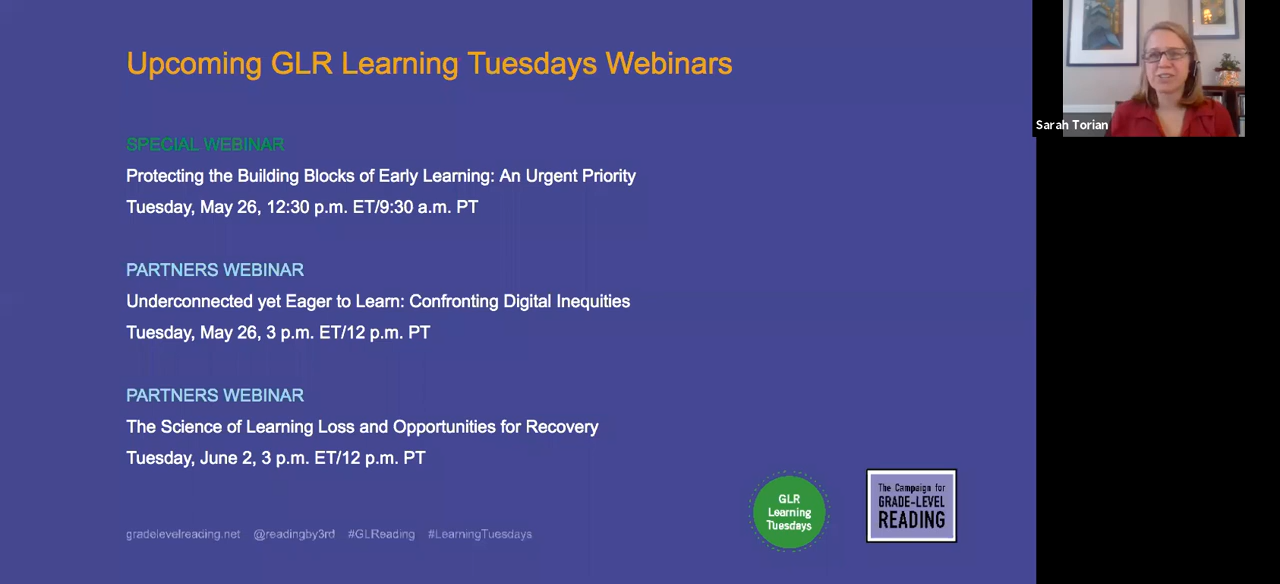 Upcoming GLR Learning Tuesdays Webinars
SPECIAL WEBINAR
Protecting the Building Blocks of Early Learning: An Urgent Priority
Tuesday, May 26, 12:30 p.m. ET/9:30 a.m. PT
PARTNERS WEBINAR
Underconnected yet Eager to Learn: Confronting Digital Inequities
Tuesday, May 26, 3 p.m. ET/12 p.m. PT
PARTNERS WEBINAR
The Science of Learning Loss and Opportunities for Recovery
Tuesday, June 2, 3 p.m. ET/12 p.m. PT
gradelevelreading.net @readingby3rd #GLReading #LearningTuesdays
GLR
Learning
Tuesdays
The Campaign for
GRADE-LEVEL
READING
Sarah Torian